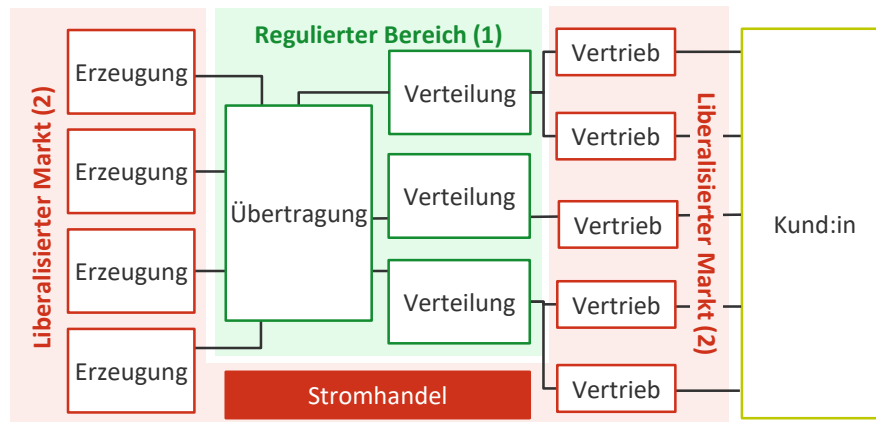 Liberalisierter Markt (2)
Erzeugung
Erzeugung
Erzeugung
Erzeugung
Regulierter Bereich (1)
Übertragung
Verteilung
Verteilung
Verteilung
Stromhandel
Vertrieb
Vertrieb
Vertrieb
Vertrieb
Vertrieb
Liberalisierter Markt (2)
Kund:in